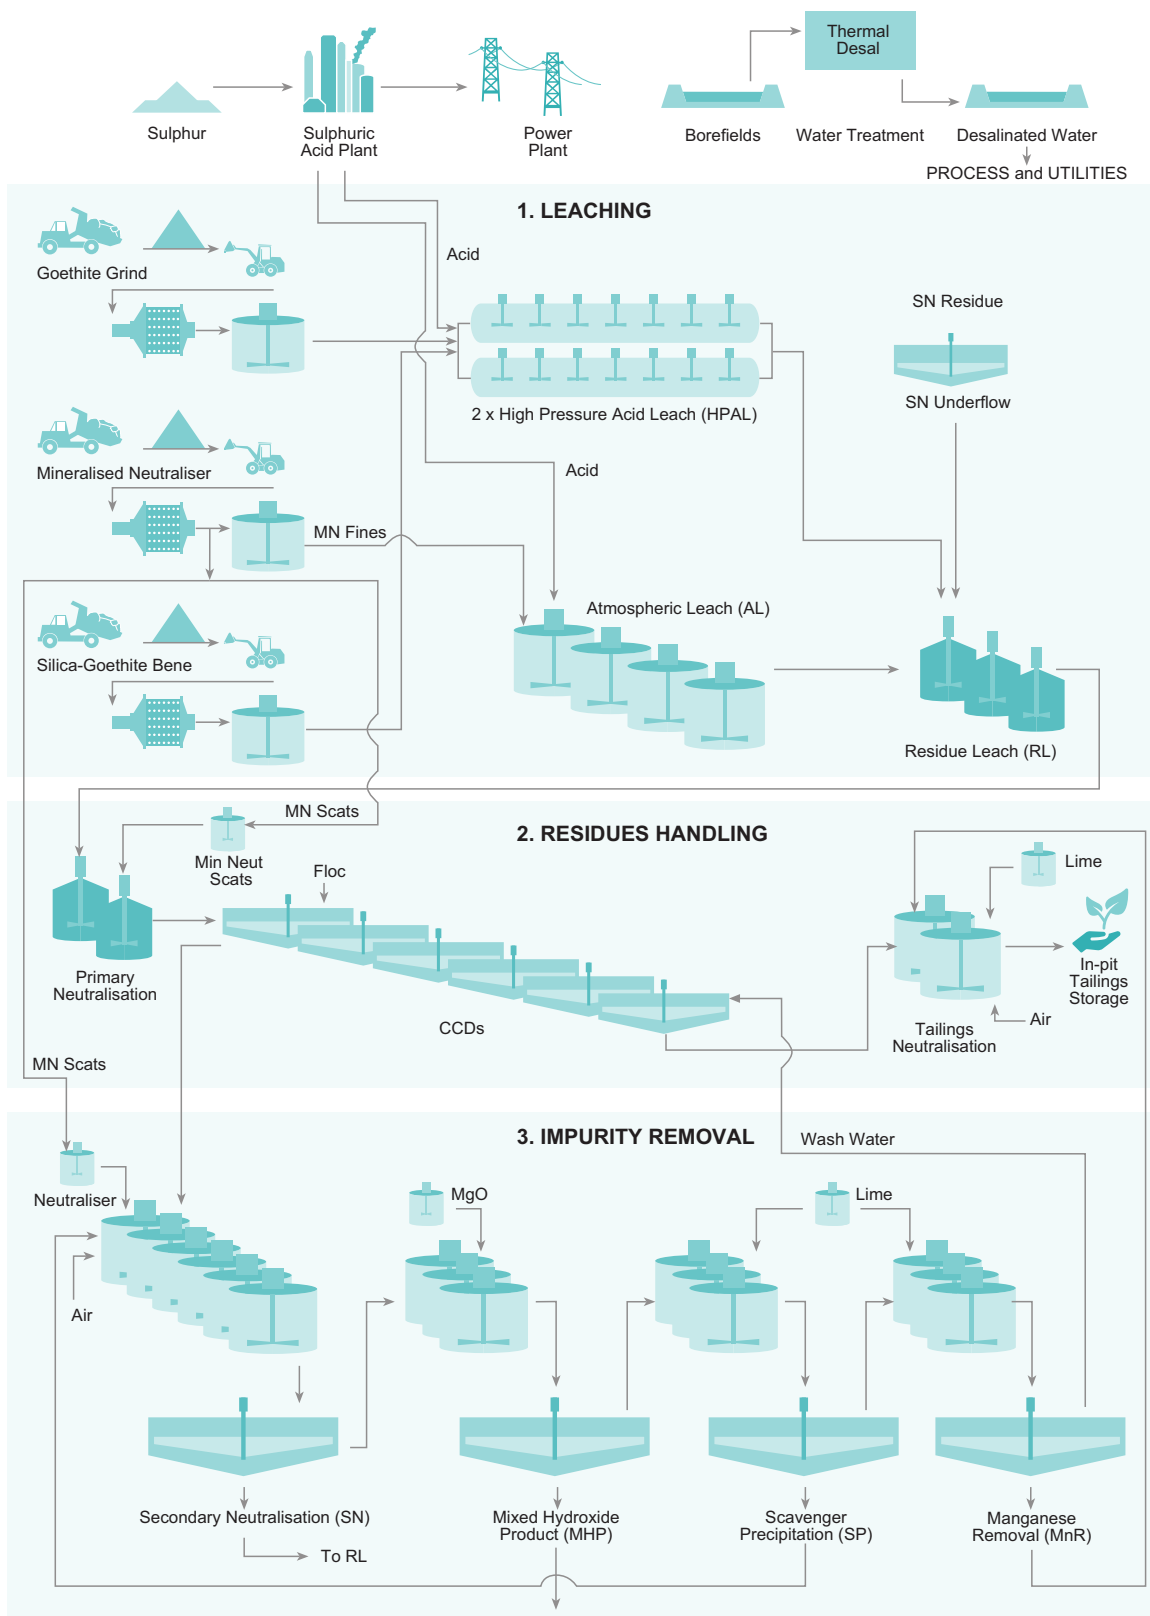 Thermal
Desal
Sulphur
Sulphuric
Acid Plant
Power
Plant
Borefields
Water Treatment
Desalinated Water
PROCESS and UTILITIES
1. LEACHING
Goethite Grind
Acid
SN Residue
2 x High Pressure Acid Leach (HPAL)
SN Underflow
Mineralised Neutraliser
Acid
MN Fines
Atmospheric Leach (AL)
Silica-Goethite Bene
Residue Leach (RL)
MN Scats
2. RESIDUES HANDLING
Min Neut
Scats
Floc
Lime
Primary
Neutralisation
CCDs
In-pit
Tailings
Storage
Air
Tailings
Neutralisation
MN Scats
3. IMPURITY REMOVAL
Wash Water
Neutraliser
MgO
Lime
Air
Secondary Neutralisation (SN)
Mixed Hydroxide
Product (MHP)
Scavenger
Precipitation (SP)
Manganese
Removal (MnR)
To RL